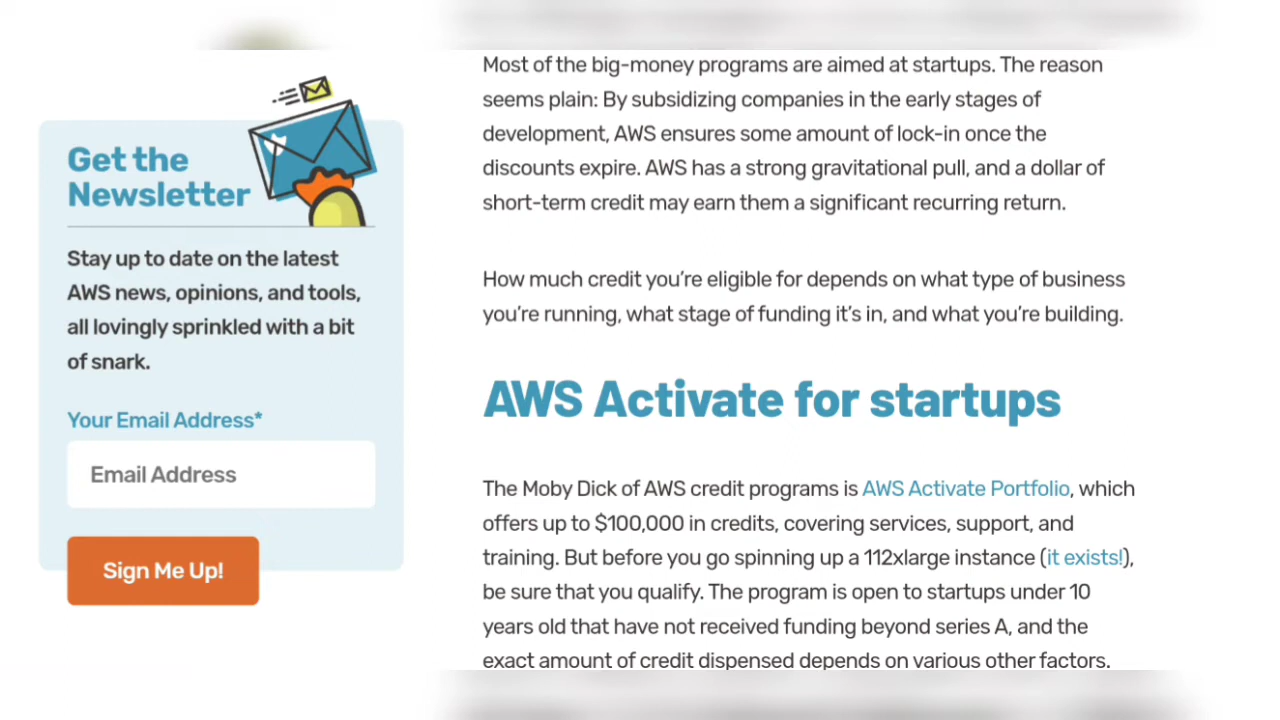 Get the
Newsletter
Stay up to date on the latest
AWS news, opinions, and tools,
all lovingly sprinkled with a bit
of snark.
Your Email Address*
Email Address
Sign Me Up!
Most of the big-money programs are aimed at startups. The reason
seems plain: By subsidizing companies in the early stages of
development, AWS ensures some amount of lock-in once the
discounts expire. AWS has a strong gravitational pull, and a dollar of
short-term credit may earn them a significant recurring return.
How much credit you’re eligible for depends on what type of business
you’re running, what stage of funding it’s in, and what you’re building.
AWS Activate for startups
The Moby Dick of AWS credit programs is AWS Activate Portfolio, which
offers up to $100,000 in credits, covering services, support, and
training. But before you go spinning up a 112xlarge instance (it exists!),
be sure that you qualify. The program is open to startups under 10
years old that have not received funding beyond series A, and the
exact amount of credit dispensed depends on various other factors.